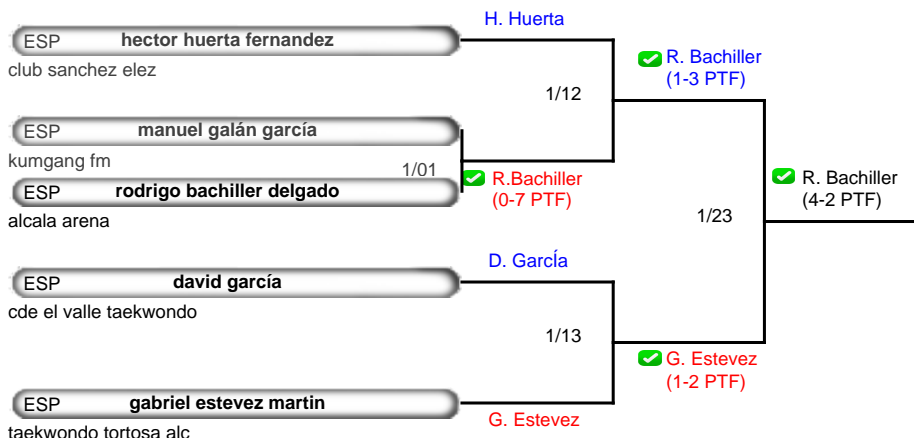 H. Huerta
ESP hector huerta fernandez
club sanchez elez
R. Bachiller
(1-3 PTF)
1/12
ESP manuel galán garcía
kumgang fm
1/01
ESP rodrigo bachiller delgado
alcala arena
R.Bachiller
(0-7 PTF)
R. Bachiller
(4-2 PTF)
1/23
D. García
ESP david garcía
cde el valle taekwondo
1/13
G. Estevez
(1-2 PTF)
ESP gabriel estevez martin
G. Estevez
taekwondo tortosa alc